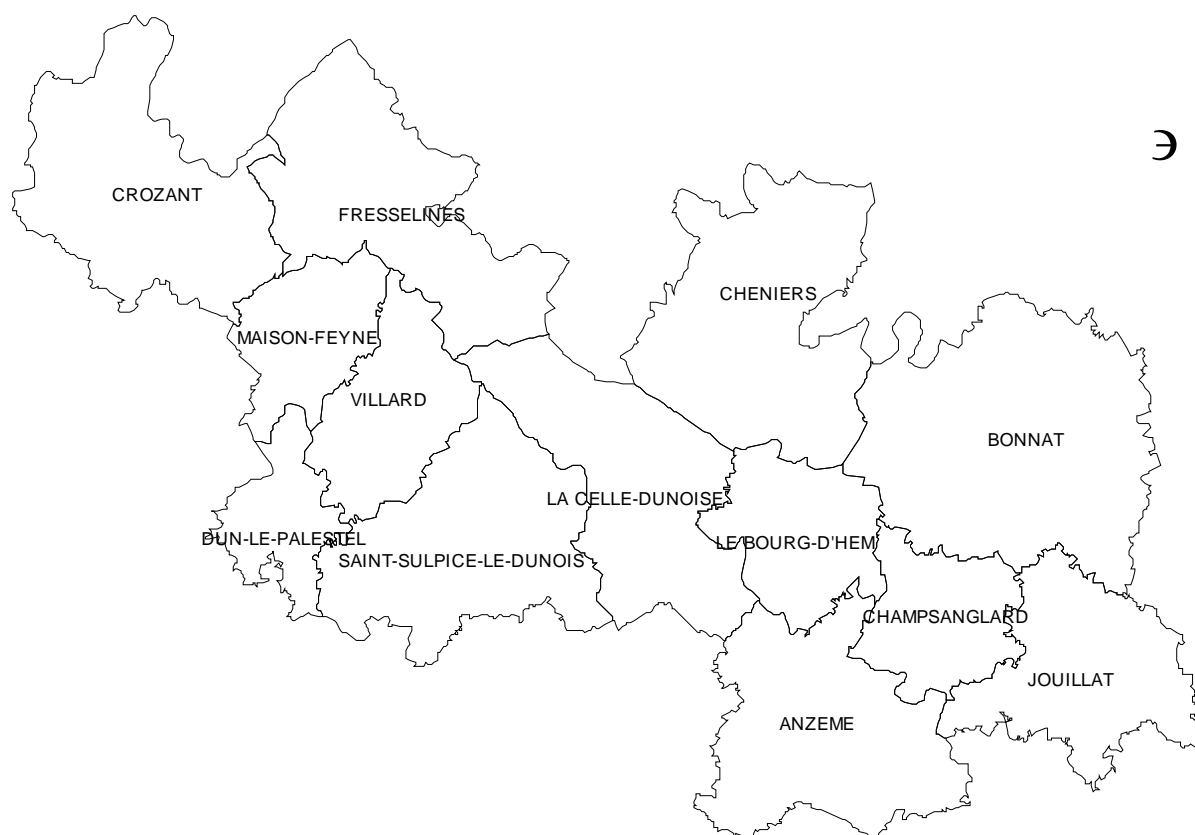 Э
CROZANT
FRESSELINES
CHENIERS
MAISON-FEYNE
VILLARD
BONNAT
LA CELLE-DUNOISE
DUN-LE-PALESTEL
LE BOURG-D'HEM
SAINT-SULPICE-LE-DUNOIS
CHAMPSANGLARD
JOUILLAT
ANZEME